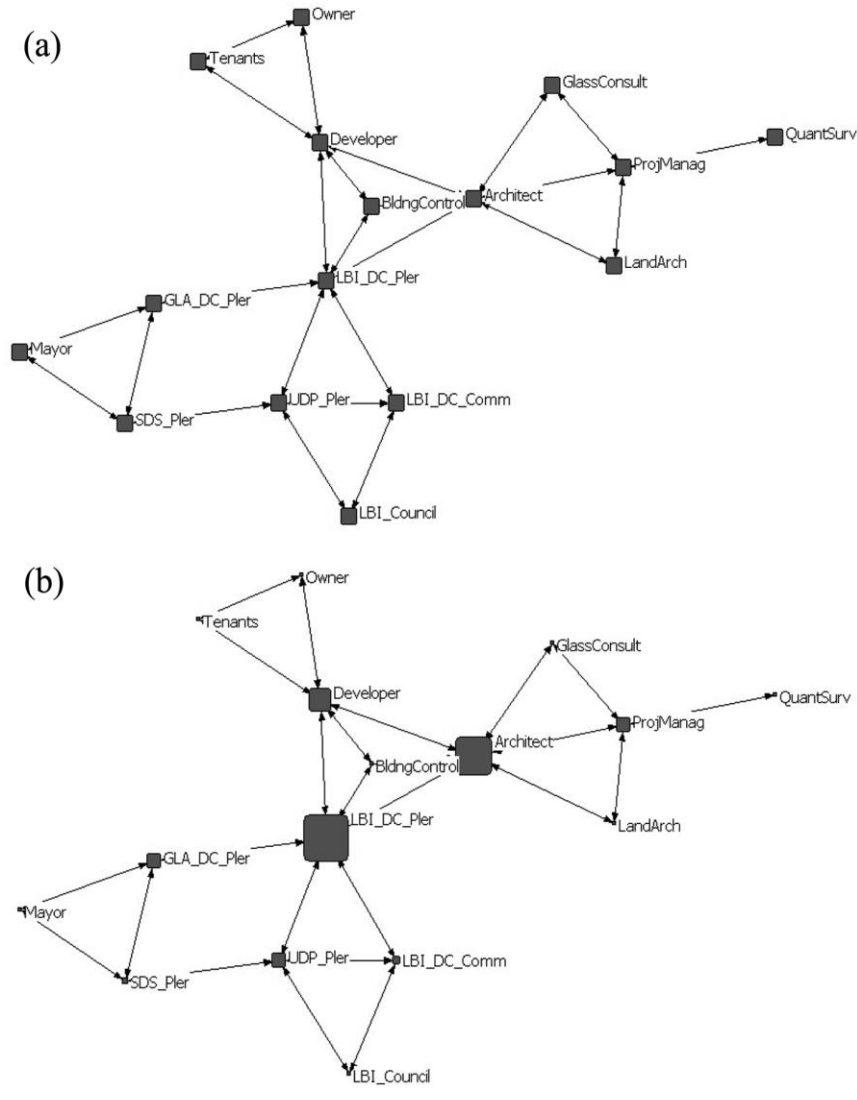 (a)
Owner
Tenants
GlassConsult
Developer
QuantSurv
ProjManag
BldngControl
Architect
LandArch
LBI_DC_Pler
GLA_DC_Pler
Mayor
SDS_Pler
UDP_Pler
LBI_DC_Comm
LBI_Council
(b)
Owner
Tenants
GlassConsult
Developer
QuantSurv
ProjManag
Architect
BldngControl
LBI_DC_Pler
LandArch
GLA_DC_Pler
Mayor
SDS_Pler
UDP_Pler
LBI_DC_Comm
LBI_Council